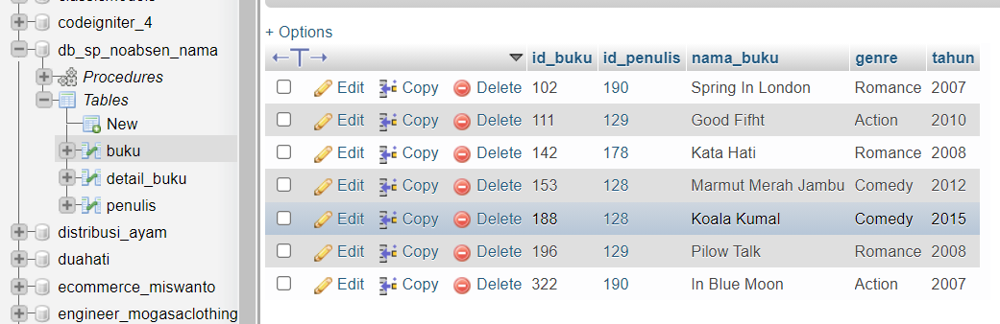 codeigniter_4
db_sp_noabsen_nama
Procedures
Tables
New
buku
detail_buku
penulis
distribusi_ayam
duahati
ecommerce_miswanto
engineer_mogasaclothing
+ Options
←T→ id_buku id_penulis nama_buku genre tahun
Edit Copy Delete 102 190 Spring In London Romance 2007
Edit Copy Delete 111 129 Good Fifht Action 2010
Edit Copy Delete 142 178 Kata Hati Romance 2008
Edit Copy Delete 153 128 Marmut Merah Jambu Comedy 2012
Edit Copy Delete 188 128 Koala Kumal Comedy 2015
Edit Copy Delete 196 129 Pilow Talk Romance 2008
Edit Copy Delete 322 190 In Blue Moon Action 2007